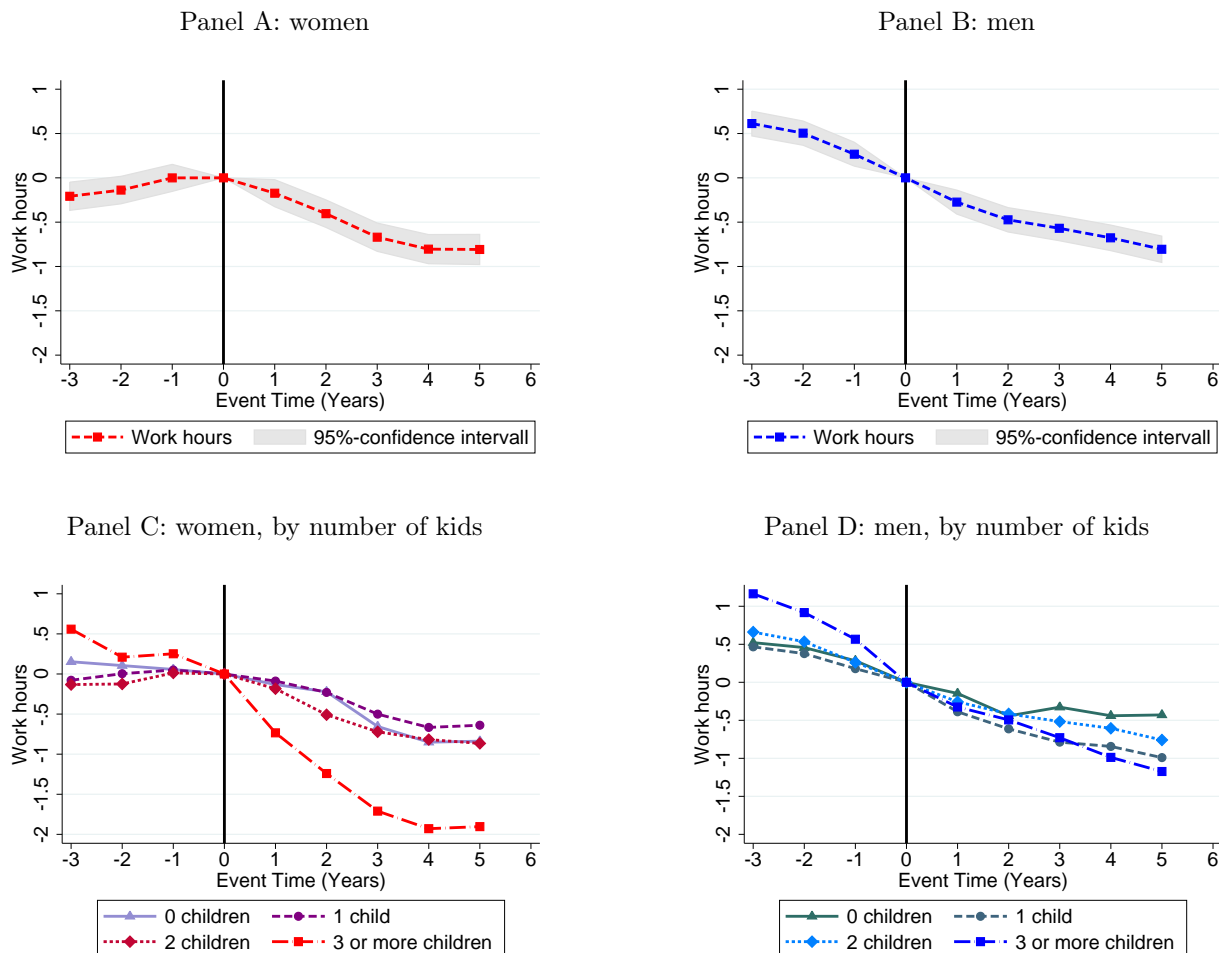 Panel A: women
Work hours
1
.5
0
-.5
-1
-1.5
-2
-3 -2 -1 0 1 2 3 4 5 6
Event Time (Years)
Work hours 95%-confidence intervall
Panel B: men
Work hours
1
.5
0
-.5
-1
-1.5
-2
-3 -2 -1 0 1 2 3 4 5 6
Event Time (Years)
Work hours 95%-confidence intervall
Panel C: women, by number of kids
Work hours
1
.5
0
-.5
-1
-1.5
-2
-3 -2 -1 0 1 2 3 4 5 6
Event Time (Years)
0 children 1 child
2 children 3 or more children
Panel D: men, by number of kids
Work hours
1
.5
0
-.5
-1
-1.5
-2
-3 -2 -1 0 1 2 3 4 5 6
Event Time (Years)
0 children 1 child
2 children 3 or more children